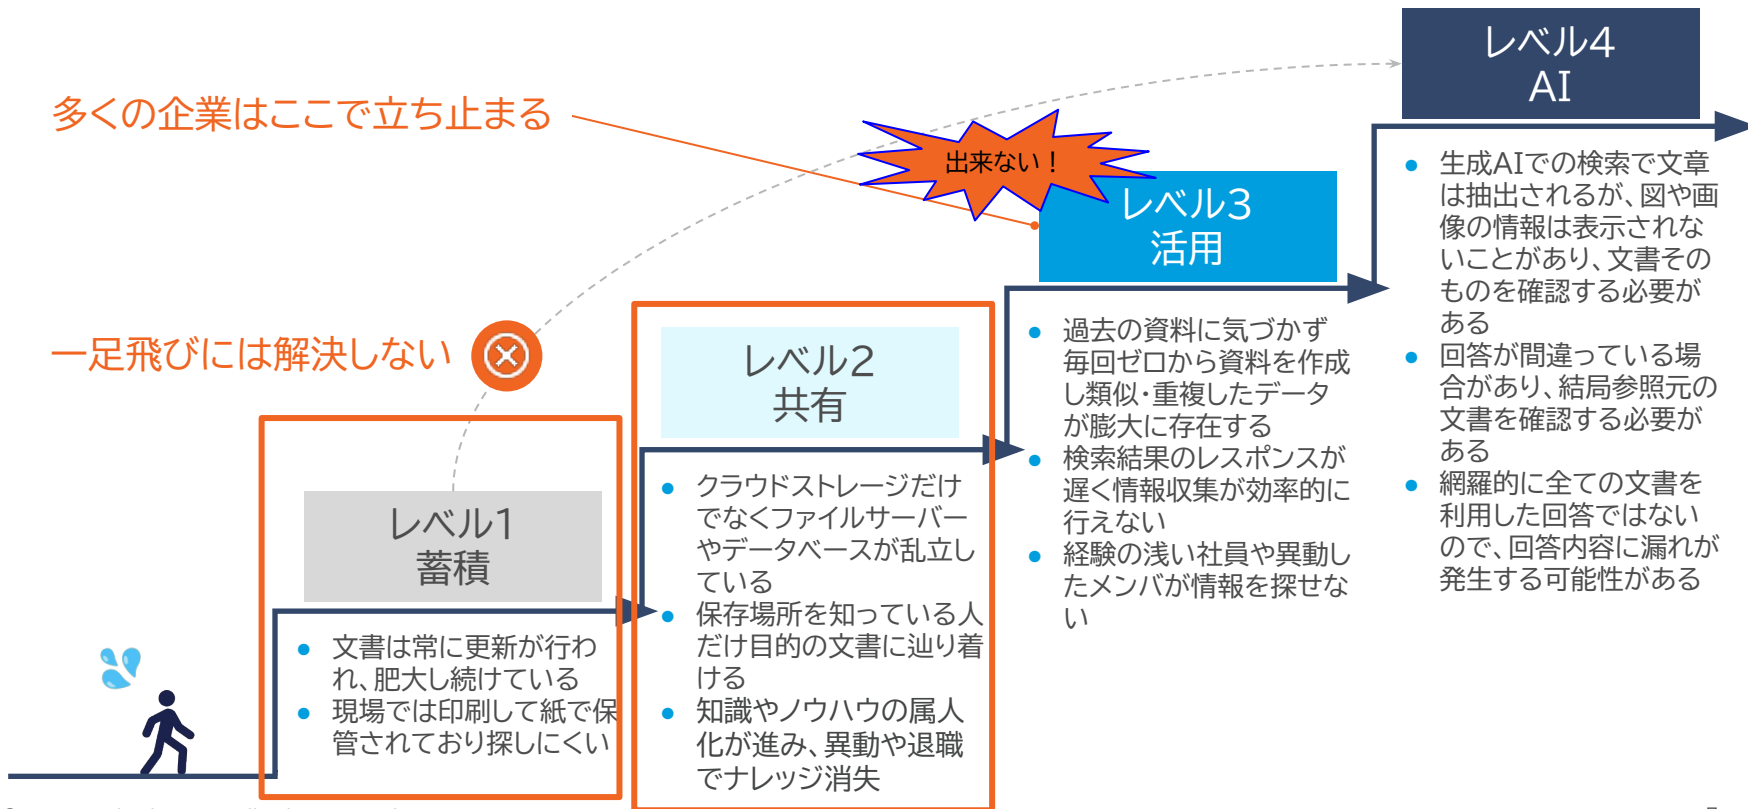 多くの企業はここで立ち止まる
一足飛びには解決しない
出来ない！
レベル1
蓄積
文書は常に更新が行わ
れ、肥大し続けている
現場では印刷して紙で保
管されており探しにくい
レベル2
共有
クラウドストレージだけ
でなくファイルサーバー
やデータベースが乱立し
ている
保存場所を知っている人
だけ目的の文書に辿り着
ける
知識やノウハウの属人
化が進み、異動や退職
でナレッジ消失
レベル3
活用
過去の資料に気づかず
毎回ゼロから資料を作成
し類似・重複したデータ
が膨大に存在する
検索結果のレスポンスが
遅く情報収集が効率的に
行えない
経験の浅い社員や異動し
たメンバが情報を探せな
い
レベル4
AI
生成AIでの検索で文章
は抽出されるが、図や画
像の情報は表示されな
いことがあり、文書その
ものを確認する必要が
ある
回答が間違っている場
合があり、結局参照元の
文書を確認する必要が
ある
網羅的に全ての文書を
利用した回答ではない
ので、回答内容に漏れが
発生する可能性がある